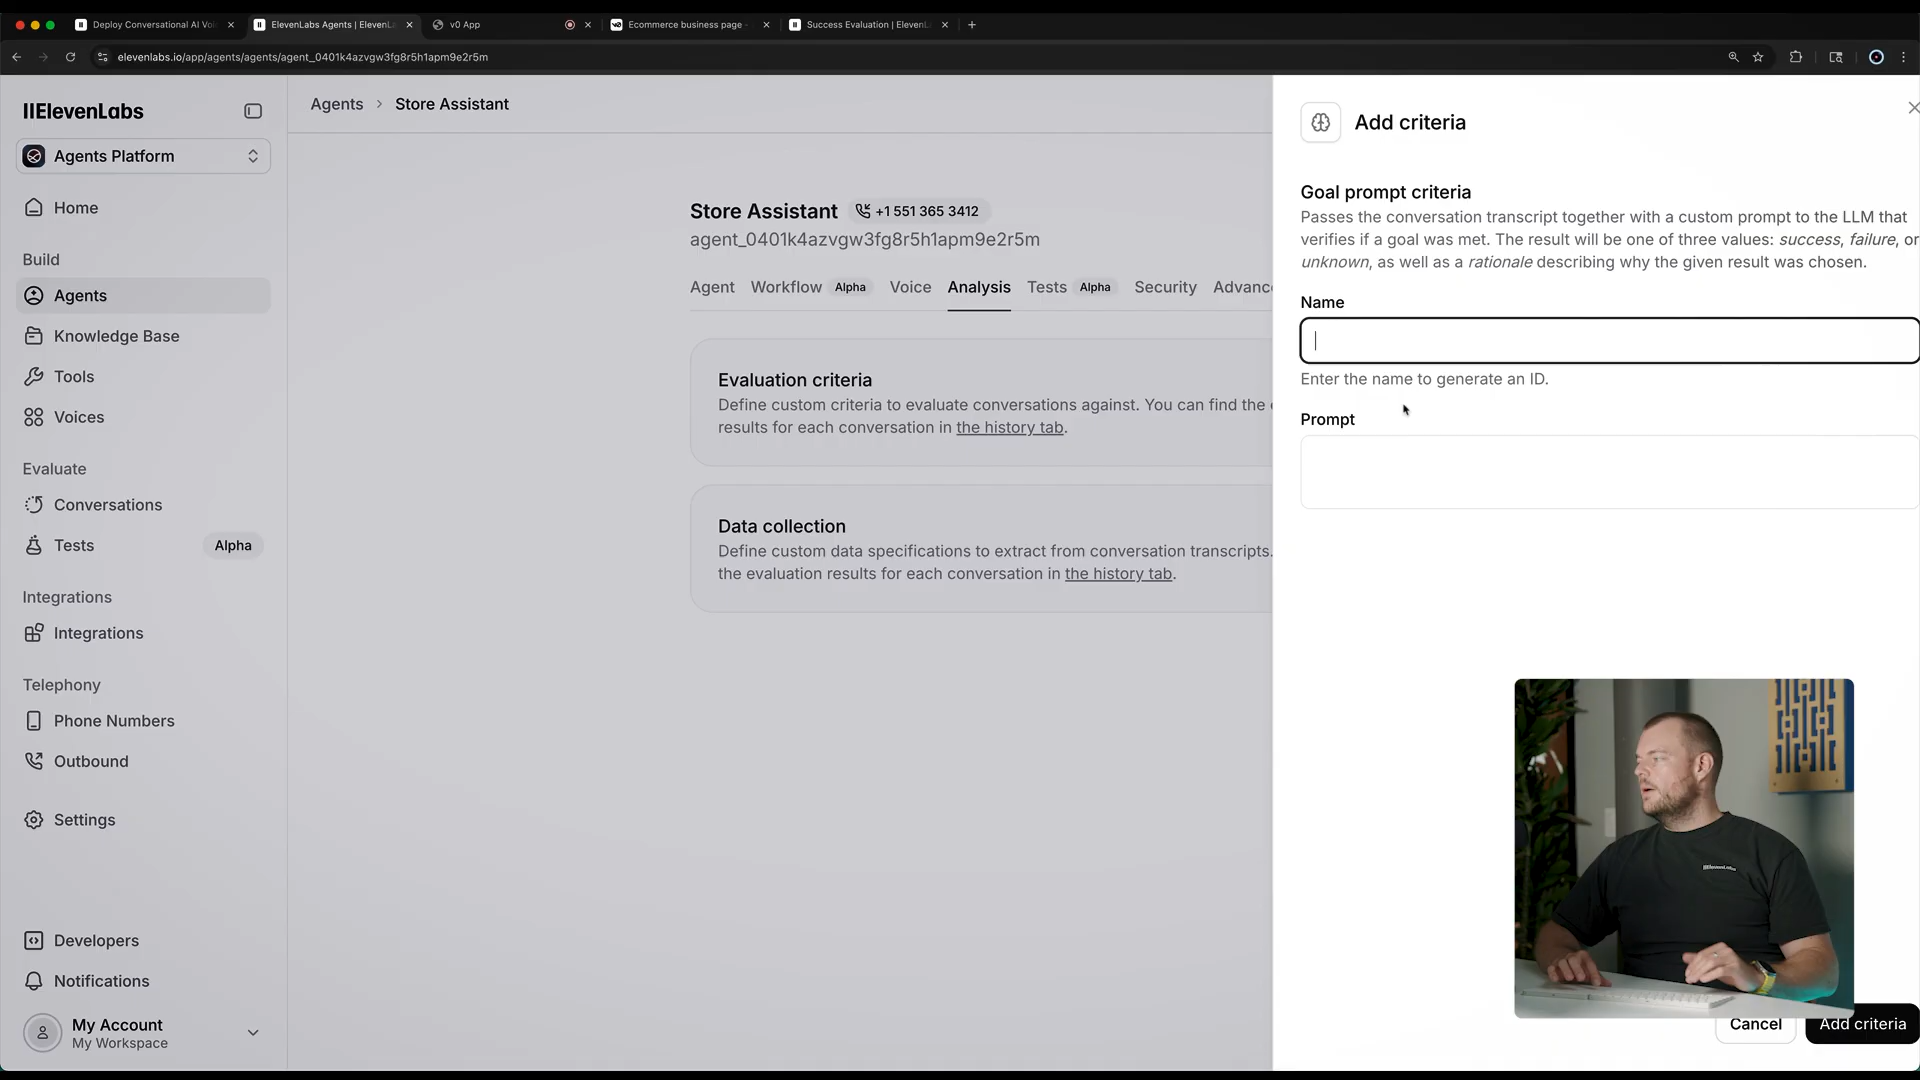 Deploy Conversational AI Voi
ElevenLabs Agents | ElevenLa
v0 App
Ecommerce business page -
Success Evaluation | ElevenL
elevenlabs.io/app/agents/agents/agent_0401k4azvgw3fg8r5h1apm9e2r5m
IIElevenLabs
Agents Platform
Home
Build
Agents
Knowledge Base
Tools
Voices
Evaluate
Conversations
Tests Alpha
Integrations
Integrations
Telephony
Phone Numbers
Outbound
Settings
Developers
Notifications
My Account
My Workspace
Agents > Store Assistant
Store Assistant +1 551 365 3412
agent_0401k4azvgw3fg8r5h1apm9e2r5m
Agent Workflow Alpha Voice Analysis Tests Alpha Security Advanc
Evaluation criteria
Define custom criteria to evaluate conversations against. You can find the
results for each conversation in the history tab.
Data collection
Define custom data specifications to extract from conversation transcripts.
the evaluation results for each conversation in the history tab.
Add criteria
Goal prompt criteria
Passes the conversation transcript together with a custom prompt to the LLM that
verifies if a goal was met. The result will be one of three values: success, failure, or
unknown, as well as a rationale describing why the given result was chosen.
Name
Enter the name to generate an ID.
Prompt
IIElevenLabs
Cancel
Add criteria